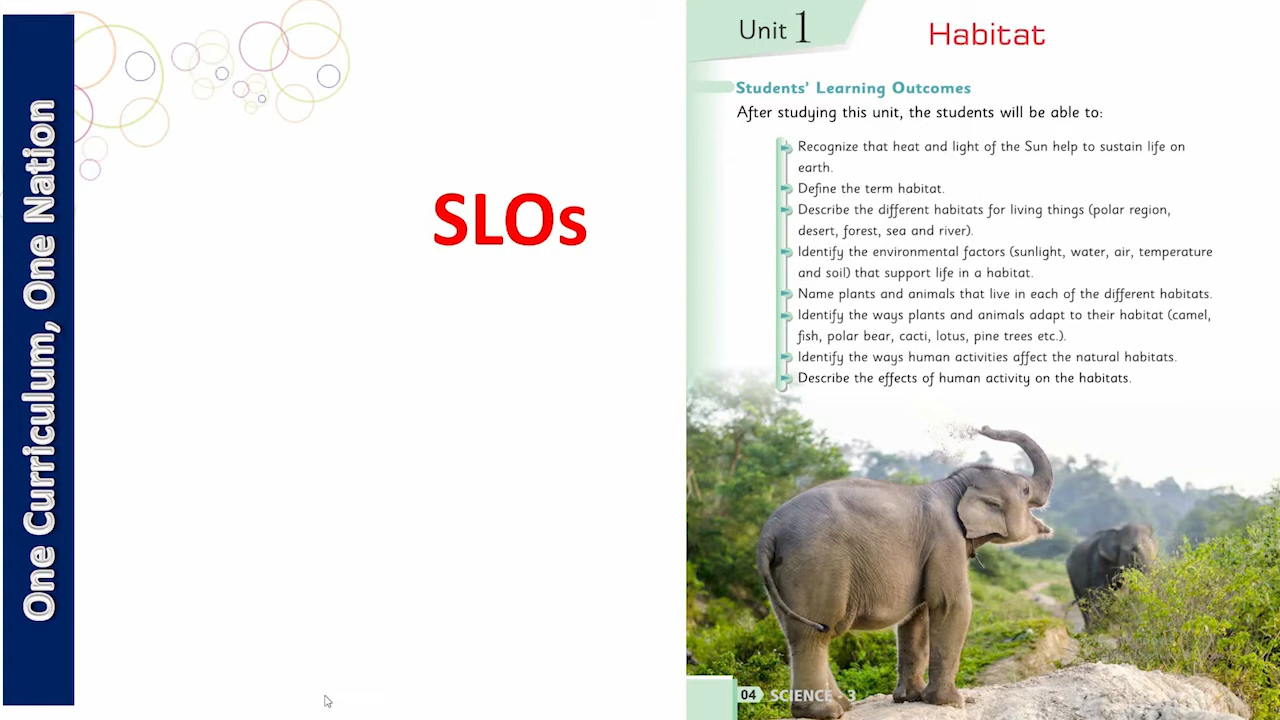 One Curriculum, One Nation
SLOs
Unit 1
Habitat
Students' Learning Outcomes
After studying this unit, the students will be able to:
Recognize that heat and light of the Sun help to sustain life on
earth.
Define the term habitat.
Describe the different habitats for living things (polar region,
desert, forest, sea and river).
Identify the environmental factors (sunlight, water, air, temperature
and soil) that support life in a habitat.
Name plants and animals that live in each of the different habitats.
Identify the ways plants and animals adapt to their habitat (camel,
fish, polar bear, cacti, lotus, pine trees etc.).
Identify the ways human activities affect the natural habitats.
Describe the effects of human activity on the habitats.
04 SCIENCE - 3